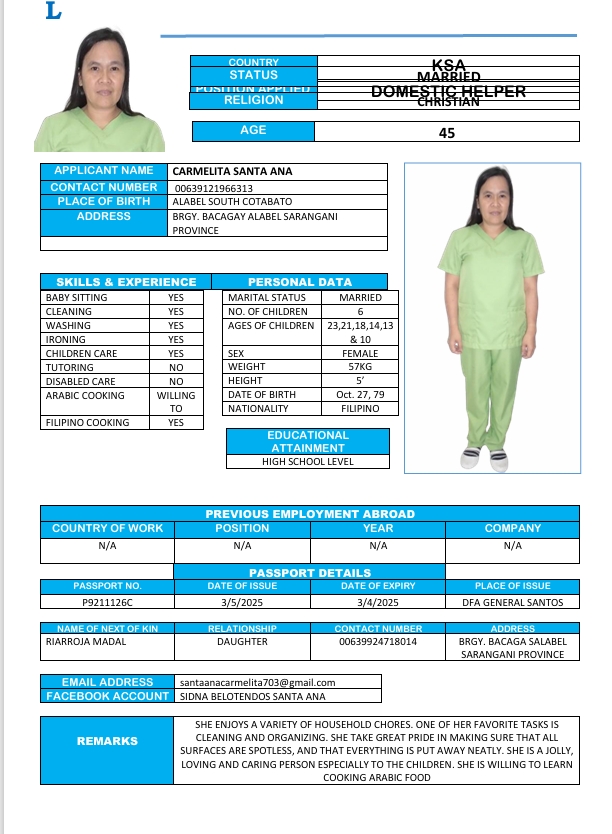 L
COUNTRY KSA
STATUS MARRIED
POSITION APPLIED DOMESTIC HELPER
RELIGION CHRISTIAN
AGE 45
APPLICANT NAME CARMELITA SANTA ANA
CONTACT NUMBER 00639121966313
PLACE OF BIRTH ALABEL SOUTH COTABATO
ADDRESS BRGY. BACAGAY ALABEL SARANGANI
PROVINCE
SKILLS & EXPERIENCE
BABY SITTING YES
CLEANING YES
WASHING YES
IRONING YES
CHILDREN CARE YES
TUTORING NO
DISABLED CARE NO
ARABIC COOKING WILLING
TO
FILIPINO COOKING YES
PERSONAL DATA
MARITAL STATUS MARRIED
NO. OF CHILDREN 6
AGES OF CHILDREN 23,21,18,14,13
& 10
SEX FEMALE
WEIGHT 57KG
HEIGHT 5'
DATE OF BIRTH Oct. 27, 79
NATIONALITY FILIPINO
EDUCATIONAL
ATTAINMENT
HIGH SCHOOL LEVEL
PREVIOUS EMPLOYMENT ABROAD
COUNTRY OF WORK POSITION YEAR COMPANY
N/A N/A N/A N/A
PASSPORT DETAILS
PASSPORT NO. DATE OF ISSUE DATE OF EXPIRY PLACE OF ISSUE
P9211126C 3/5/2025 3/4/2025 DFA GENERAL SANTOS
NAME OF NEXT OF KIN RELATIONSHIP CONTACT NUMBER ADDRESS
RIARROJA MADAL DAUGHTER 00639924718014 BRGY. BACAGA SALABEL
SARANGANI PROVINCE
EMAIL ADDRESS santaanacarmelita703@gmail.com
FACEBOOK ACCOUNT SIDNA BELOTENDOS SANTA ANA
REMARKS
SHE ENJOYS A VARIETY OF HOUSEHOLD CHORES. ONE OF HER FAVORITE TASKS IS
CLEANING AND ORGANIZING. SHE TAKE GREAT PRIDE IN MAKING SURE THAT ALL
SURFACES ARE SPOTLESS, AND THAT EVERYTHING IS PUT AWAY NEATLY. SHE IS A JOLLY,
LOVING AND CARING PERSON ESPECIALLY TO THE CHILDREN. SHE IS WILLING TO LEARN
COOKING ARABIC FOOD